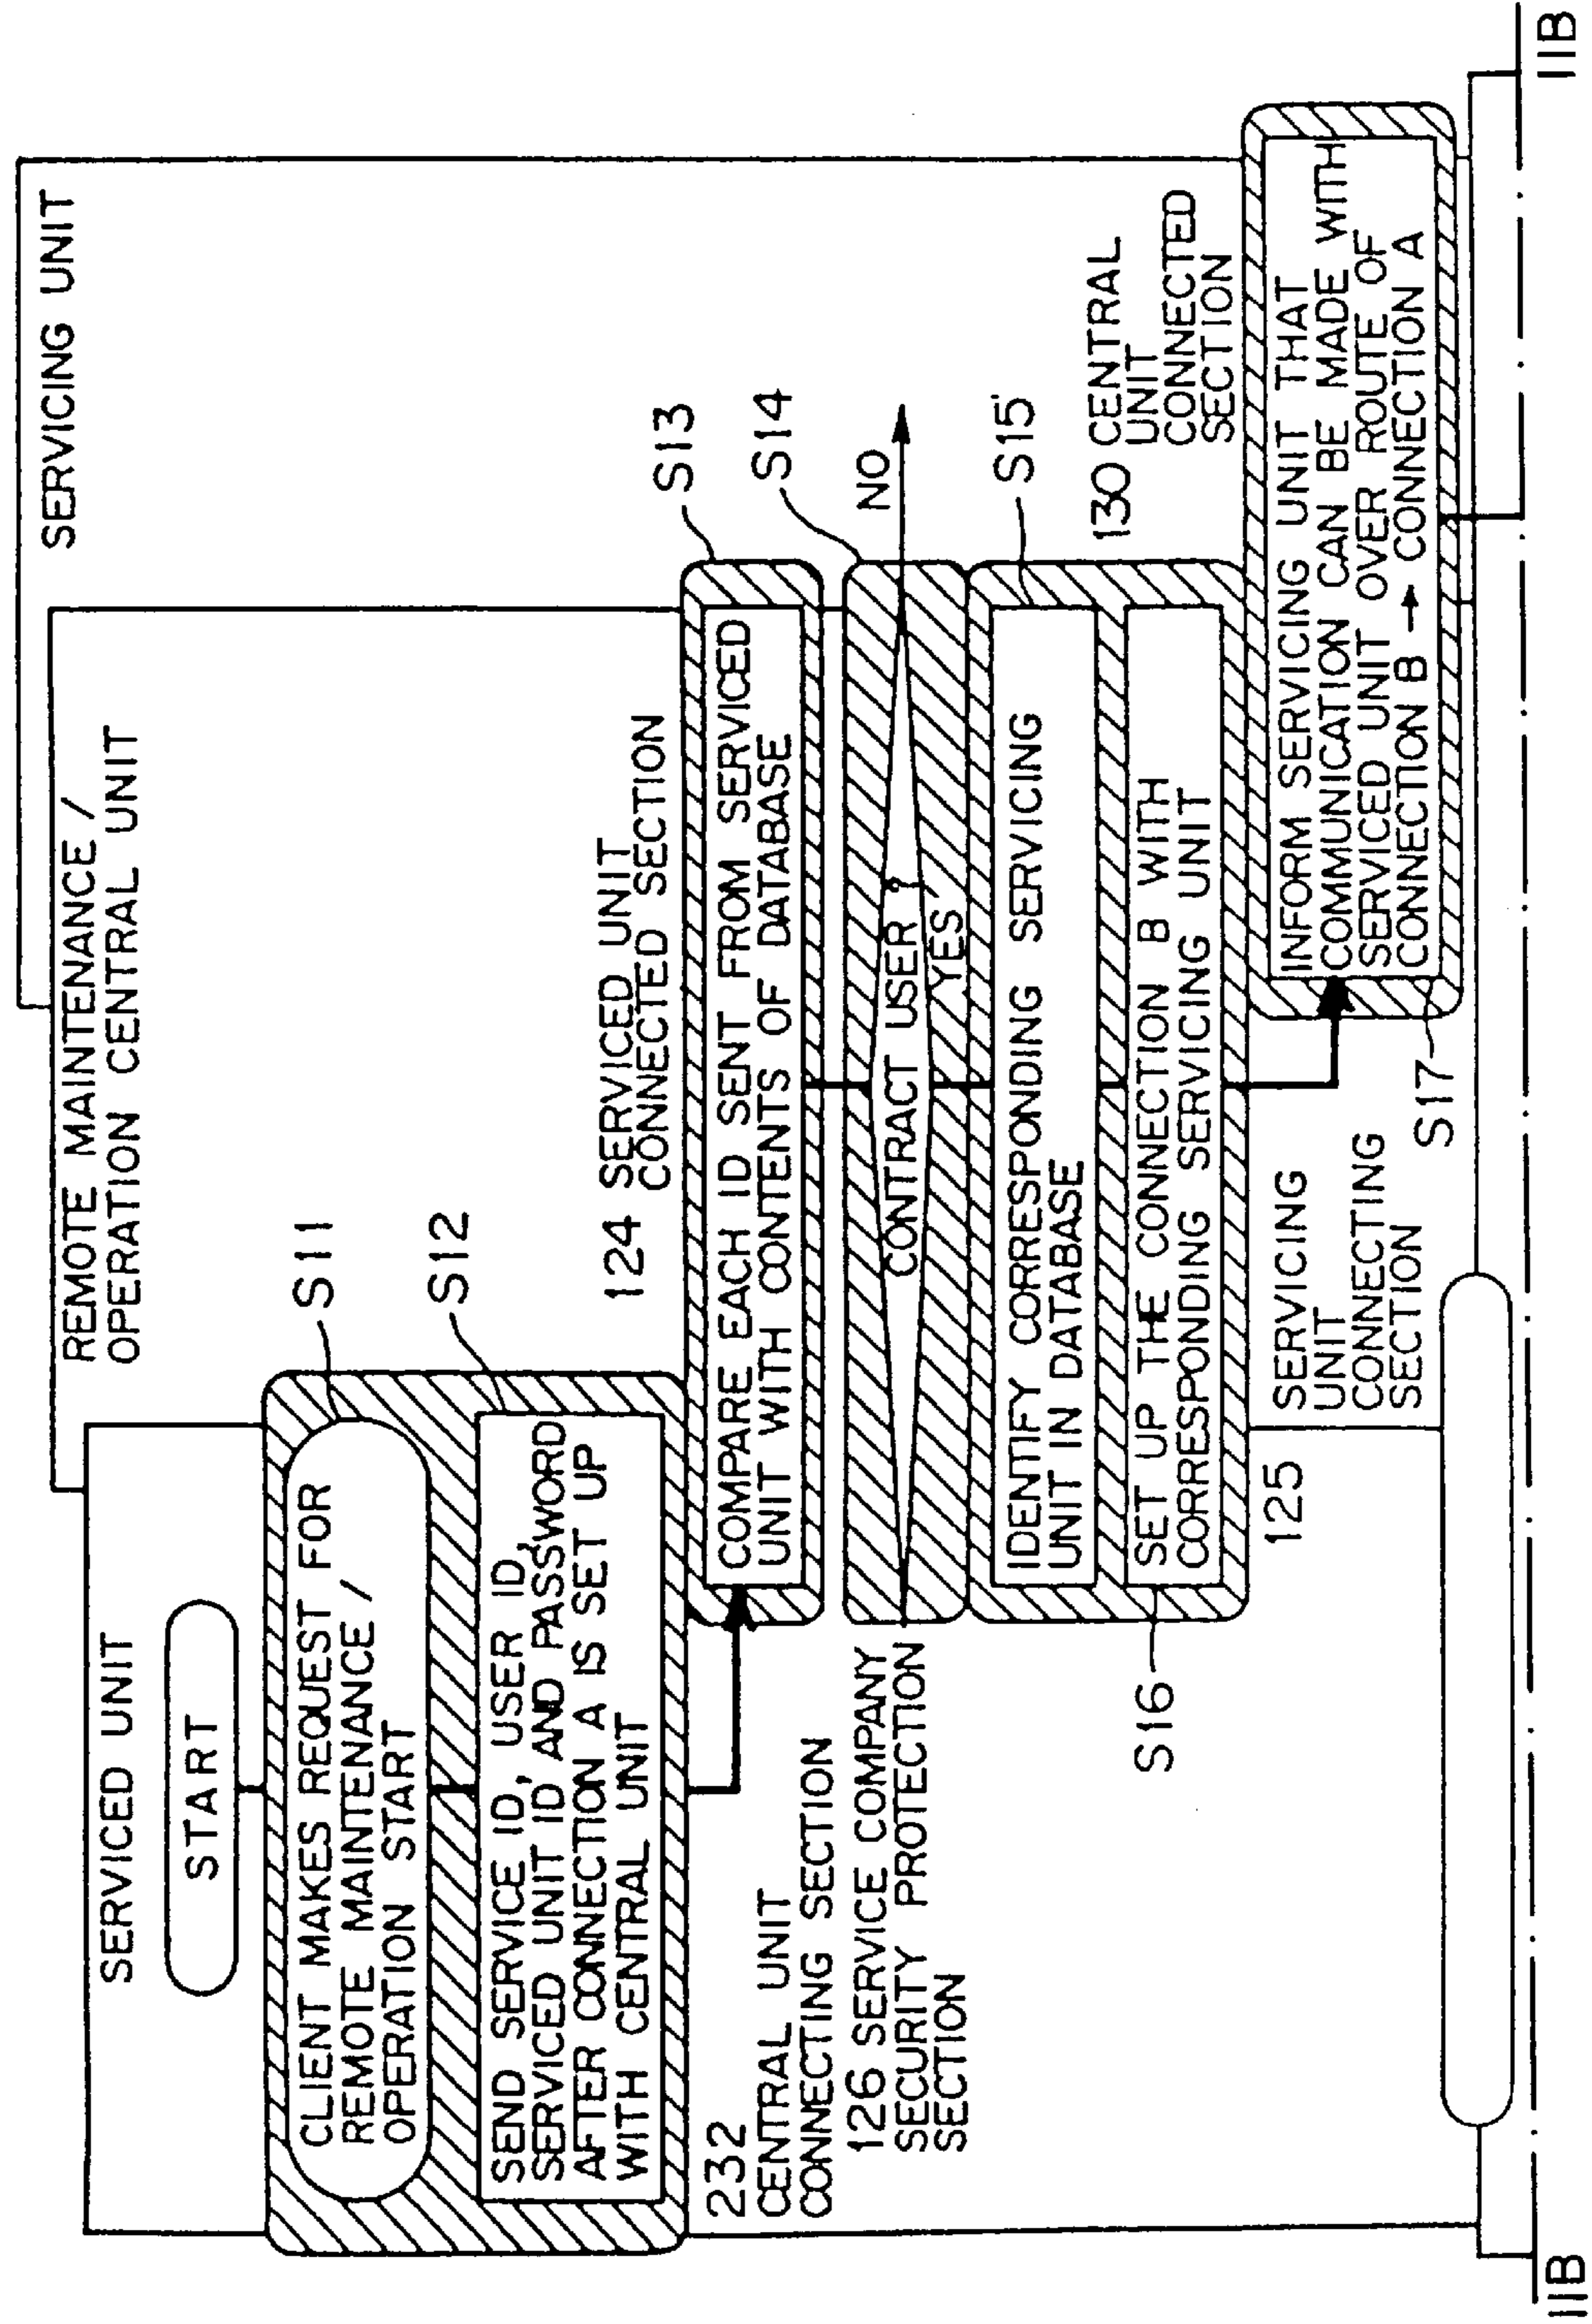 SERVICED UNIT
START
CLIENT MAKES REQUEST FOR
REMOTE MAINTENANCE /
OPERATION START
S11
SEND SERVICE ID, USER ID,
SERVICED UNIT ID AND PASSWORD
AFTER CONNECTION A IS SET UP
WITH CENTRAL UNIT
S12
232
CENTRAL UNIT
CONNECTING SECTION
REMOTE MAINTENANCE /
OPERATION CENTRAL UNIT
124 SERVICED UNIT
CONNECTED SECTION
COMPARE EACH ID SENT FROM SERVICED
UNIT WITH CONTENTS OF DATABASE
S13
126 SERVICE COMPANY
SECURITY PROTECTION
SECTION
CONTRACT USER ?
S14
NO
YES
IDENTIFY CORRESPONDING SERVICING
UNIT IN DATABASE
S15
SET UP THE CONNECTION B WITH
CORRESPONDING SERVICING UNIT
S16
125
SERVICING
UNIT
CONNECTING
SECTION
SERVICING UNIT
130 CENTRAL
UNIT
CONNECTED
SECTION
INFORM SERVICING UNIT THAT
COMMUNICATION CAN BE MADE WITH
SERVICED UNIT OVER ROUTE OF
CONNECTION B → CONNECTION A
S17
11B
11B